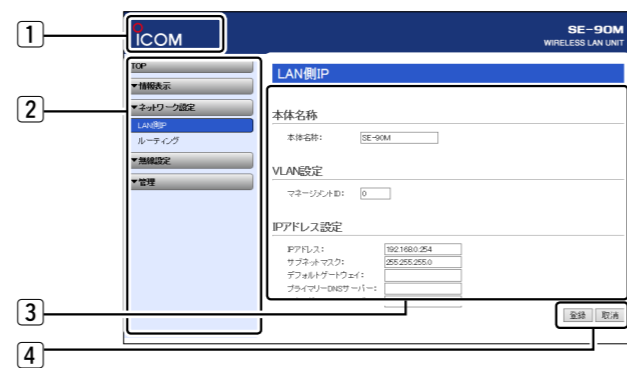 1
ICOM
SE-90M
WIRELESS LAN UNIT
TOP
▼情報表示
2
▼ネットワーク設定
LAN側IP
ルーティング
▼無線設定
▼管理
LAN側IP
本体名称
本体名称: SE-90M
VLAN設定
マネージメントID: 0
IPアドレス設定
IPアドレス: 192.168.0.254
サブネットマスク: 255.255.255.0
デフォルトゲートウェイ:
プライマリーDNSサーバー:
3
登録 取消
4